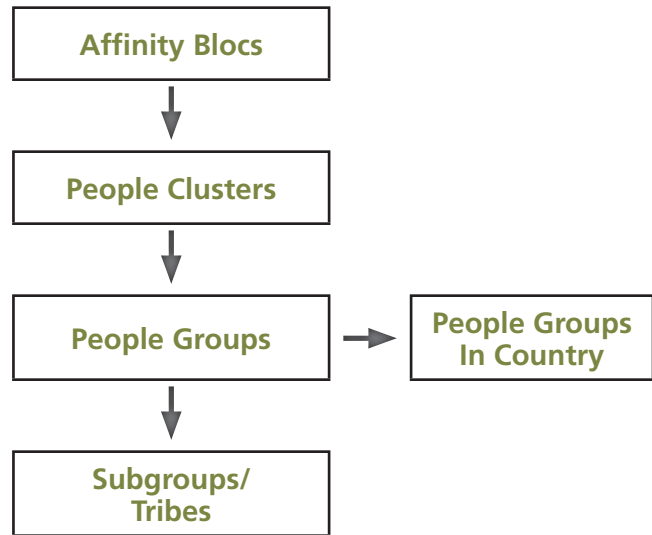 Affinity Blocs
People Clusters
People Groups
People Groups
In Country
Subgroups/
Tribes